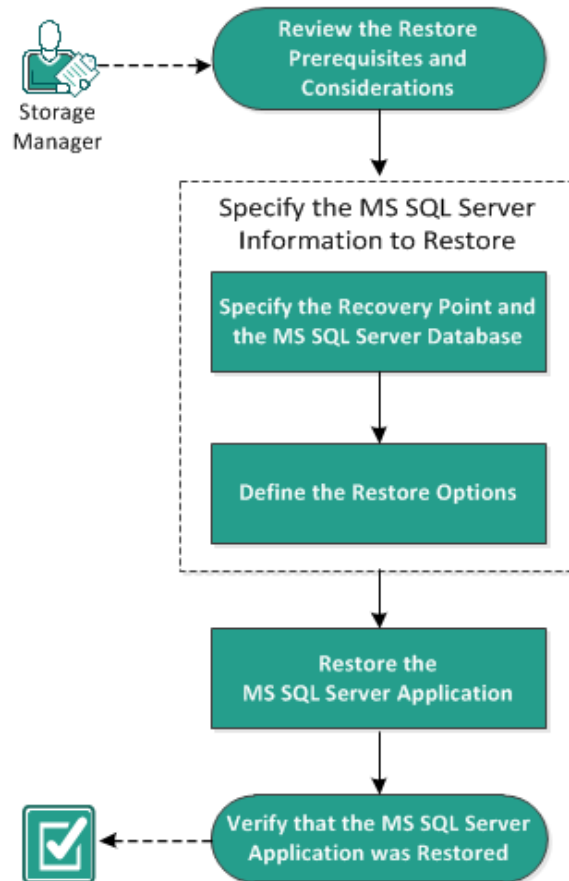 Review the Restore
Prerequisites and
Considerations
Storage
Manager
Specify the MS SQL Server
Information to Restore
Specify the Recovery Point and
the MS SQL Server Database
Define the Restore Options
Restore the
MS SQL Server Application
Verify that the MS SQL Server
Application was Restored